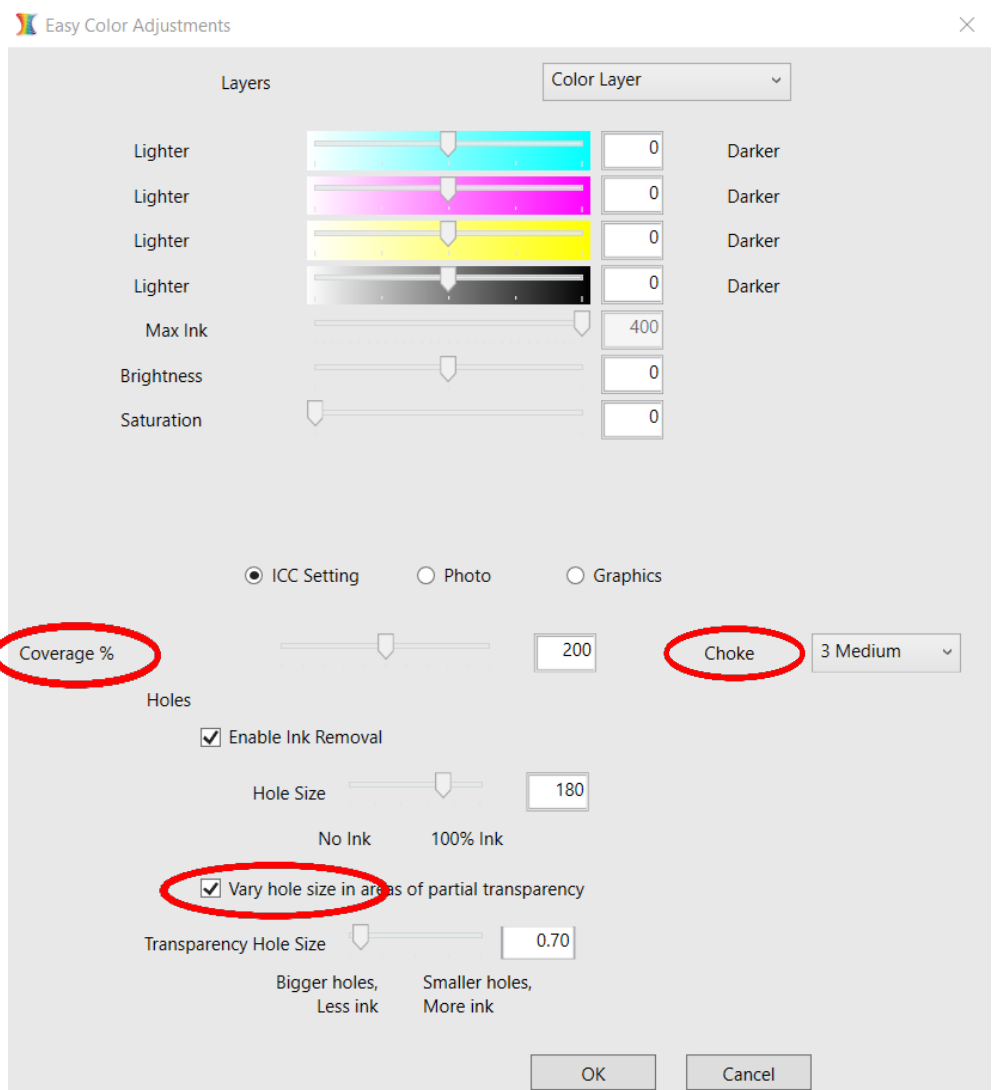 Easy Color Adjustments
Layers Color Layer
Lighter 0 Darker
Lighter 0 Darker
Lighter 0 Darker
Lighter 0 Darker
Max Ink 400
Brightness 0
Saturation 0
ICC Setting Photo Graphics
Coverage % 200 Choke 3 Medium
Holes
Enable Ink Removal
Hole Size 180
No Ink 100% Ink
Vary hole size in areas of partial transparency
Transparency Hole Size 0.70
Bigger holes, Smaller holes,
Less ink More ink
OK Cancel